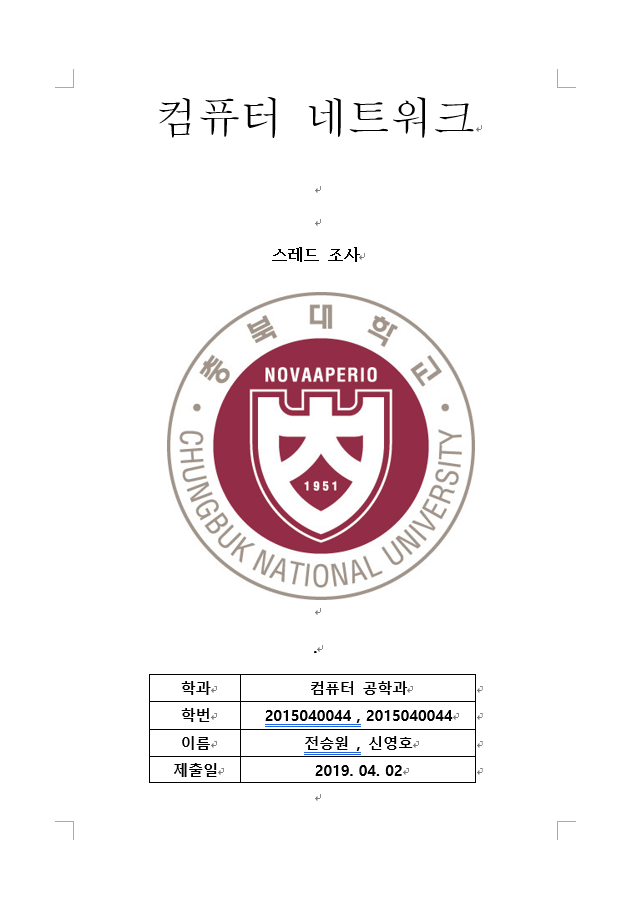 컴퓨터 네트워크
스레드 조사
충북대학교
NOVAAPERIO
1951
CHUNGBUK NATIONAL UNIVERSITY
.
학과 컴퓨터 공학과
학번 2015040044 , 2015040044
이름 전승원 , 신영호
제출일 2019. 04. 02